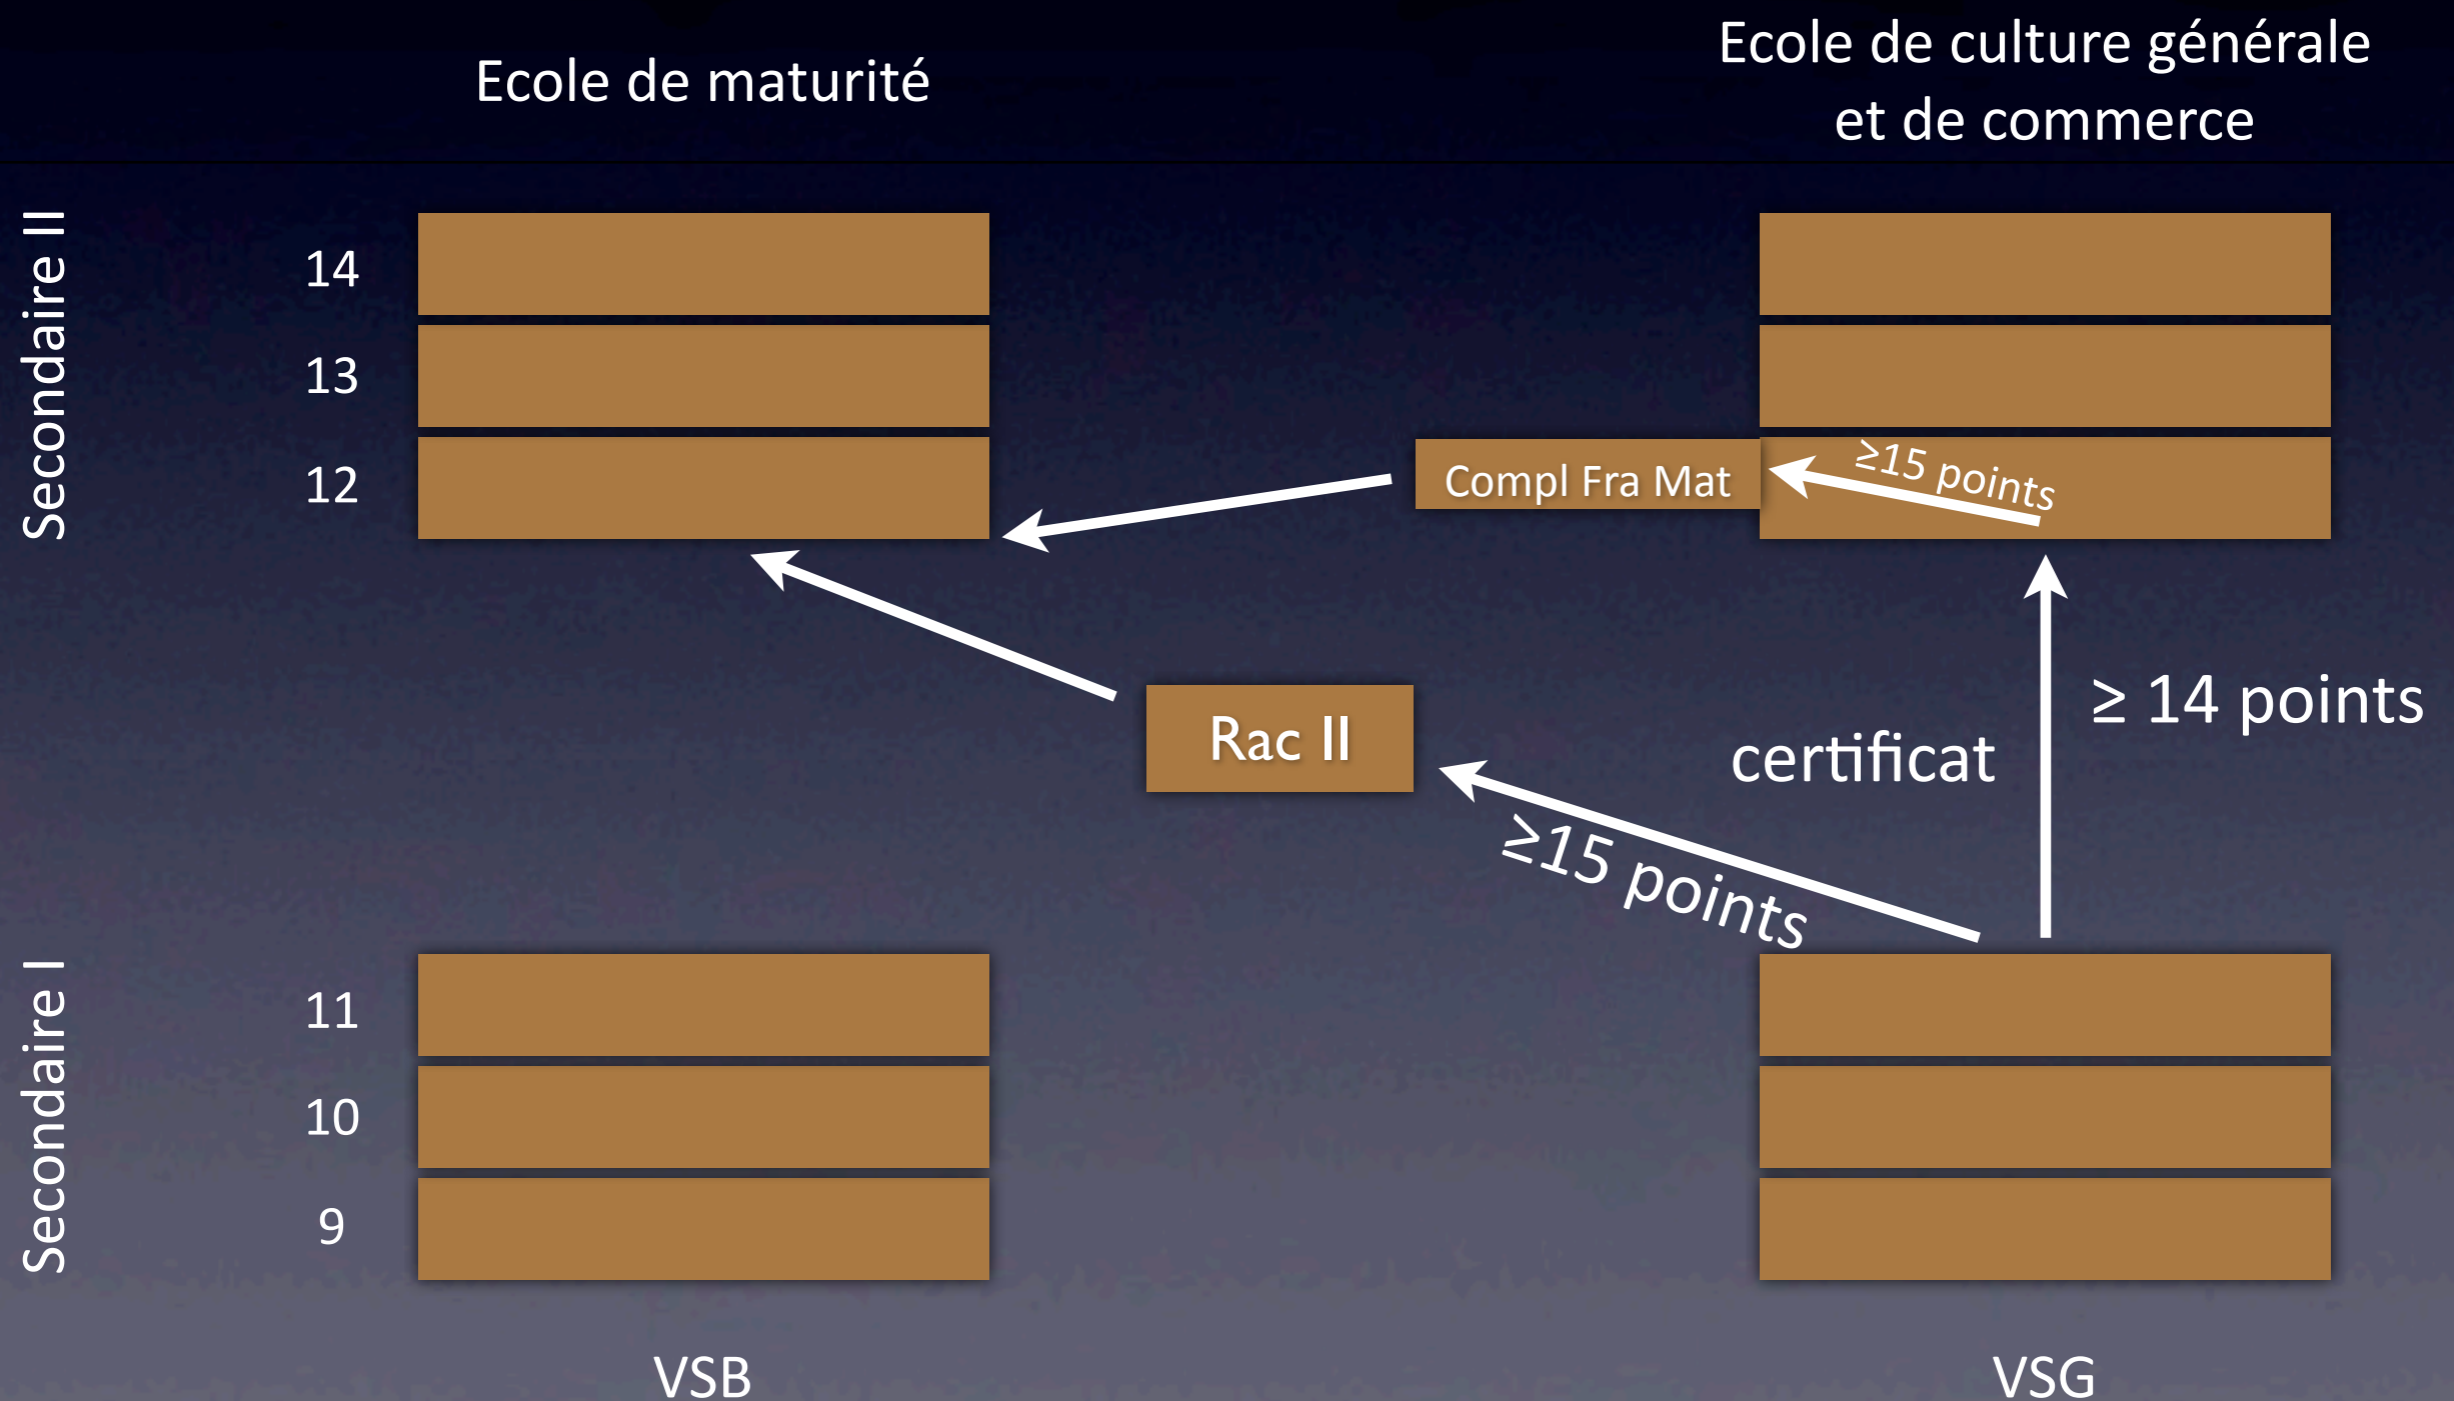 Ecole de maturité
Ecole de culture générale
et de commerce
Secondaire II
14
13
12
Compl Fra Mat
≥15 points
Rac II
certificat
≥ 14 points
≥15 points
Secondaire I
11
10
9
VSB
VSG